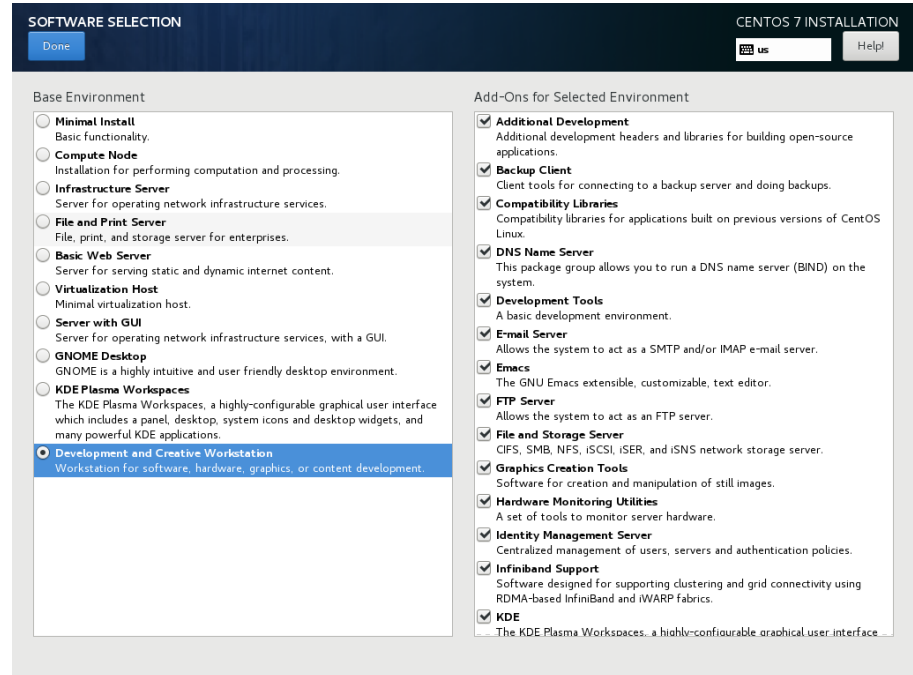 SOFTWARE SELECTION
CENTOS 7 INSTALLATION
Done
us
Help!
Base Environment
Minimal Install
Basic functionality.
Compute Node
Installation for performing computation and processing.
Infrastructure Server
Server for operating network infrastructure services.
File and Print Server
File, print, and storage server for enterprises.
Basic Web Server
Server for serving static and dynamic internet content.
Virtualization Host
Minimal virtualization host.
Server with GUI
Server for operating network infrastructure services, with a GUI.
GNOME Desktop
GNOME is a highly intuitive and user friendly desktop environment.
KDE Plasma Workspaces
The KDE Plasma Workspaces, a highly-configurable graphical user interface
which includes a panel, desktop, system icons and desktop widgets, and
many powerful KDE applications.
Development and Creative Workstation
Workstation for software, hardware, graphics, or content development.
Add-Ons for Selected Environment
Additional Development
Additional development headers and libraries for building open-source
applications.
Backup Client
Client tools for connecting to a backup server and doing backups.
Compatibility Libraries
Compatibility libraries for applications built on previous versions of CentOS
Linux.
DNS Name Server
This package group allows you to run a DNS name server (BIND) on the
system.
Development Tools
A basic development environment.
E-mail Server
Allows the system to act as a SMTP and/or IMAP e-mail server.
Emacs
The GNU Emacs extensible, customizable, text editor.
FTP Server
Allows the system to act as an FTP server.
File and Storage Server
CIFS, SMB, NFS, iSCSI, iSER, and iSNS network storage server.
Graphics Creation Tools
Software for creation and manipulation of still images.
Hardware Monitoring Utilities
A set of tools to monitor server hardware.
Identity Management Server
Centralized management of users, servers and authentication policies.
Infiniband Support
Software designed for supporting clustering and grid connectivity using
RDMA-based InfiniBand and iWARP fabrics.
KDE
The KDE Plasma Workspaces, a highly-configurable graphical user interface